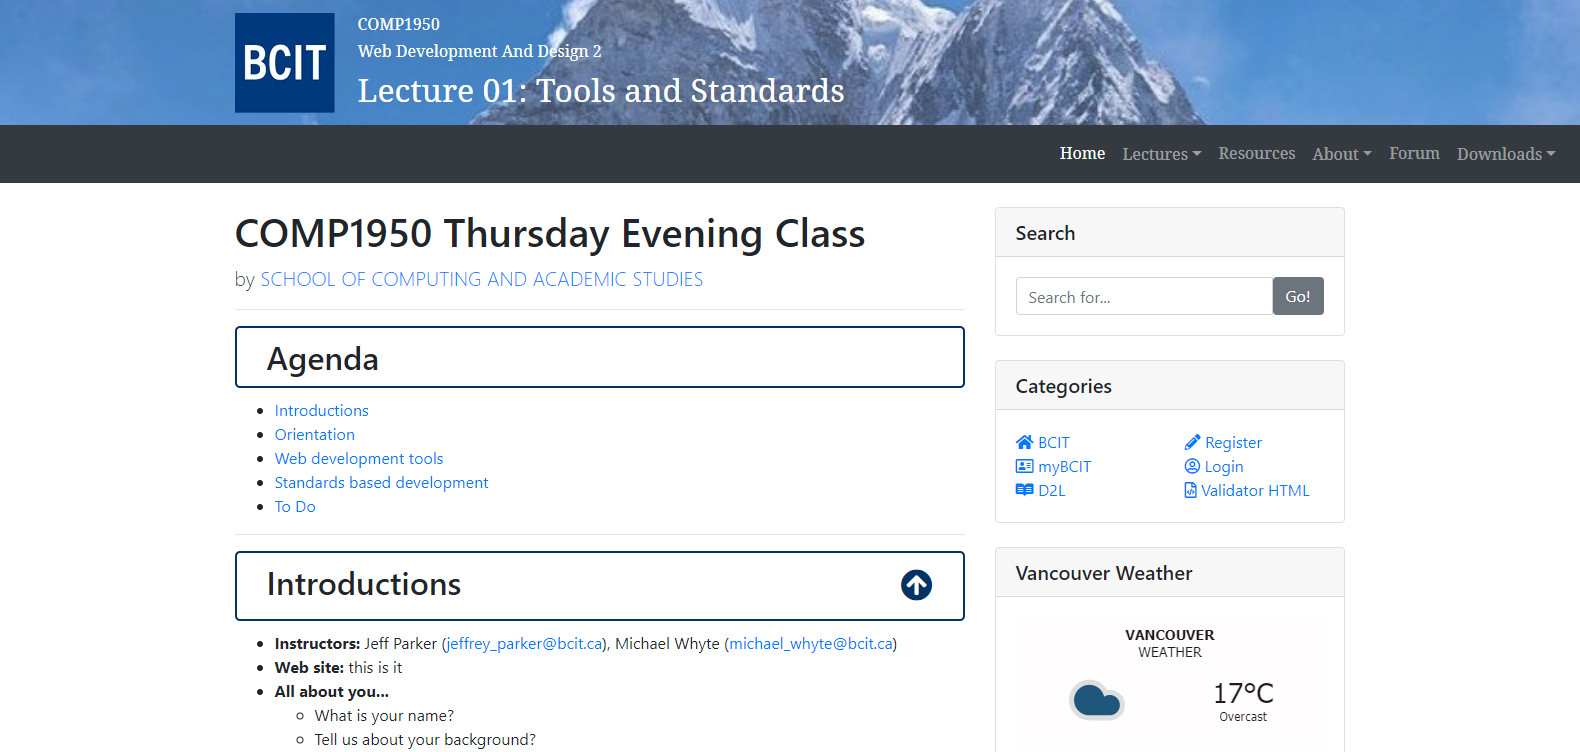 BCIT
COMP1950
Web Development And Design 2
Lecture 01: Tools and Standards
Home Lectures Resources About Forum Downloads
COMP1950 Thursday Evening Class
by SCHOOL OF COMPUTING AND ACADEMIC STUDIES
Agenda
Introductions
Orientation
Web development tools
Standards based development
To Do
Introductions
Instructors: Jeff Parker (jeffrey_parker@bcit.ca), Michael Whyte (michael_whyte@bcit.ca)
Web site: this is it
All about you...
What is your name?
Tell us about your background?
Search
Search for...
Go!
Categories
BCIT
myBCIT
D2L
Register
Login
Validator HTML
Vancouver Weather
VANCOUVER
WEATHER
17°C
Overcast